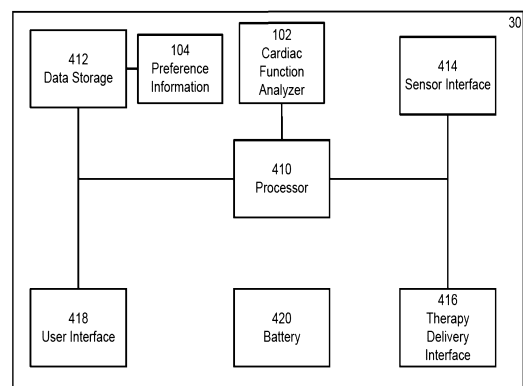 30
412
Data Storage
104
Preference
Information
102
Cardiac
Function
Analyzer
414
Sensor Interface
410
Processor
418
User Interface
420
Battery
416
Therapy
Delivery
Interface